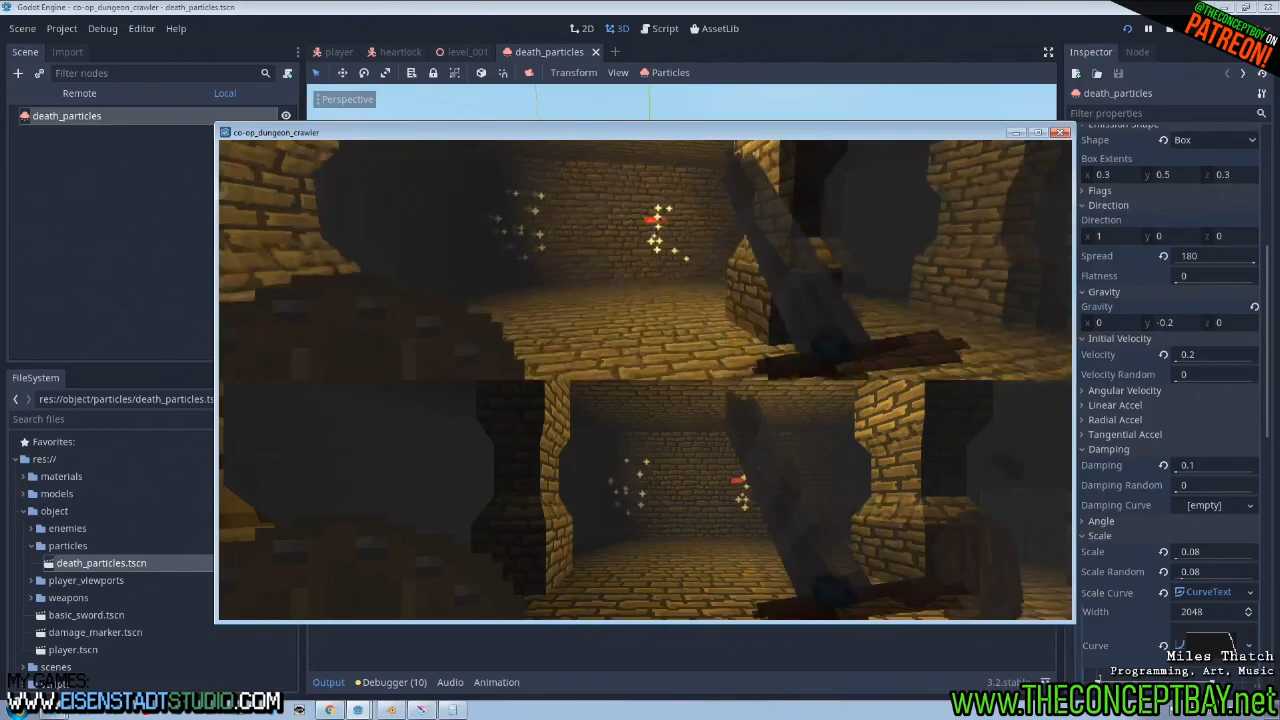 Godot Engine - co-op_dungeon_crawler - death_particles.tscn
@THECONCEPTBOY ON
PATREON!
Scene Project Debug Editor Help
2D 3D Script AssetLib
Scene Import
player heartlock level_001 death_particles
Inspector Node
Filter nodes
Transform View Particles
Remote Local
death_particles
Perspective
death_particles
Filter properties
co-op_dungeon_crawler
Emission Shape
Shape Box
Box Extents
x 0.3 y 0.5 z 0.3
Flags
Direction
Direction
x 1 y 0 z 0
Spread 180
Flatness 0
Gravity
Gravity
x 0 y -0.2 z 0
Initial Velocity
Velocity 0.2
Velocity Random 0
Angular Velocity
Linear Accel
Radial Accel
Tangential Accel
Damping
Damping 0.1
Damping Random 0
Damping Curve [empty]
Angle
Scale
Scale 0.08
Scale Random 0.08
Scale Curve CurveText
Width 2048
Curve
FileSystem
res://object/particles/death_particles.ts
Search files
Favorites:
res://
materials
models
object
enemies
particles
death_particles.tscn
player_viewports
weapons
basic_sword.tscn
damage_marker.tscn
player.tscn
scenes
Output Debugger (10) Audio Animation
3.2.stable
MY GAMES:
WWW.EISENSTADTSTUDIO.COM
Miles Thatch
Programming, Art, Music
www.THECONCEPTBAY.net